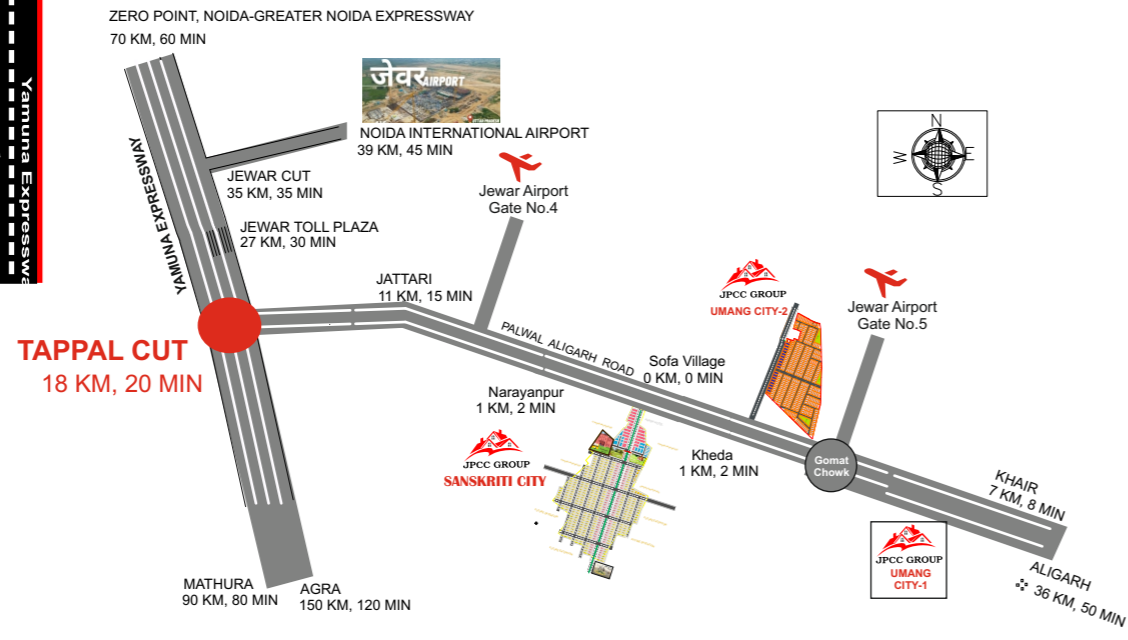 ZERO POINT, NOIDA-GREATER NOIDA EXPRESSWAY
70 KM, 60 MIN
Yamuna Expresswa
जेवर AIRPORT
NOIDA INTERNATIONAL AIRPORT
39 KM, 45 MIN
N
W
E
S
JEWAR CUT
35 KM, 35 MIN
YAMUNA EXPRESSWAY
Jewar Airport
Gate No.4
JEWAR TOLL PLAZA
27 KM, 30 MIN
JATTARI
11 KM, 15 MIN
JPCC GROUP
UMANG CITY-2
Jewar Airport
Gate No.5
TAPPAL CUT
18 KM, 20 MIN
PALWAL ALIGARH ROAD
Sofa Village
0 KM, 0 MIN
Narayanpur
1 KM, 2 MIN
JPCC GROUP
SANSKRITI CITY
Kheda
1 KM, 2 MIN
Gomat
Chowk
KHAIR
7 KM, 8 MIN
JPCC GROUP
UMANG
CITY-1
ALIGARH
36 KM, 50 MIN
MATHURA
90 KM, 80 MIN
AGRA
150 KM, 120 MIN